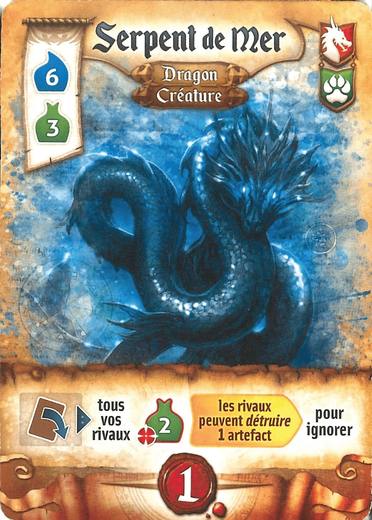 Serpent de Mer
Dragon
Créature
6
3
tous
vos
rivaux
2
les rivaux
peuvent détruire
1 artefact
pour
ignorer
1